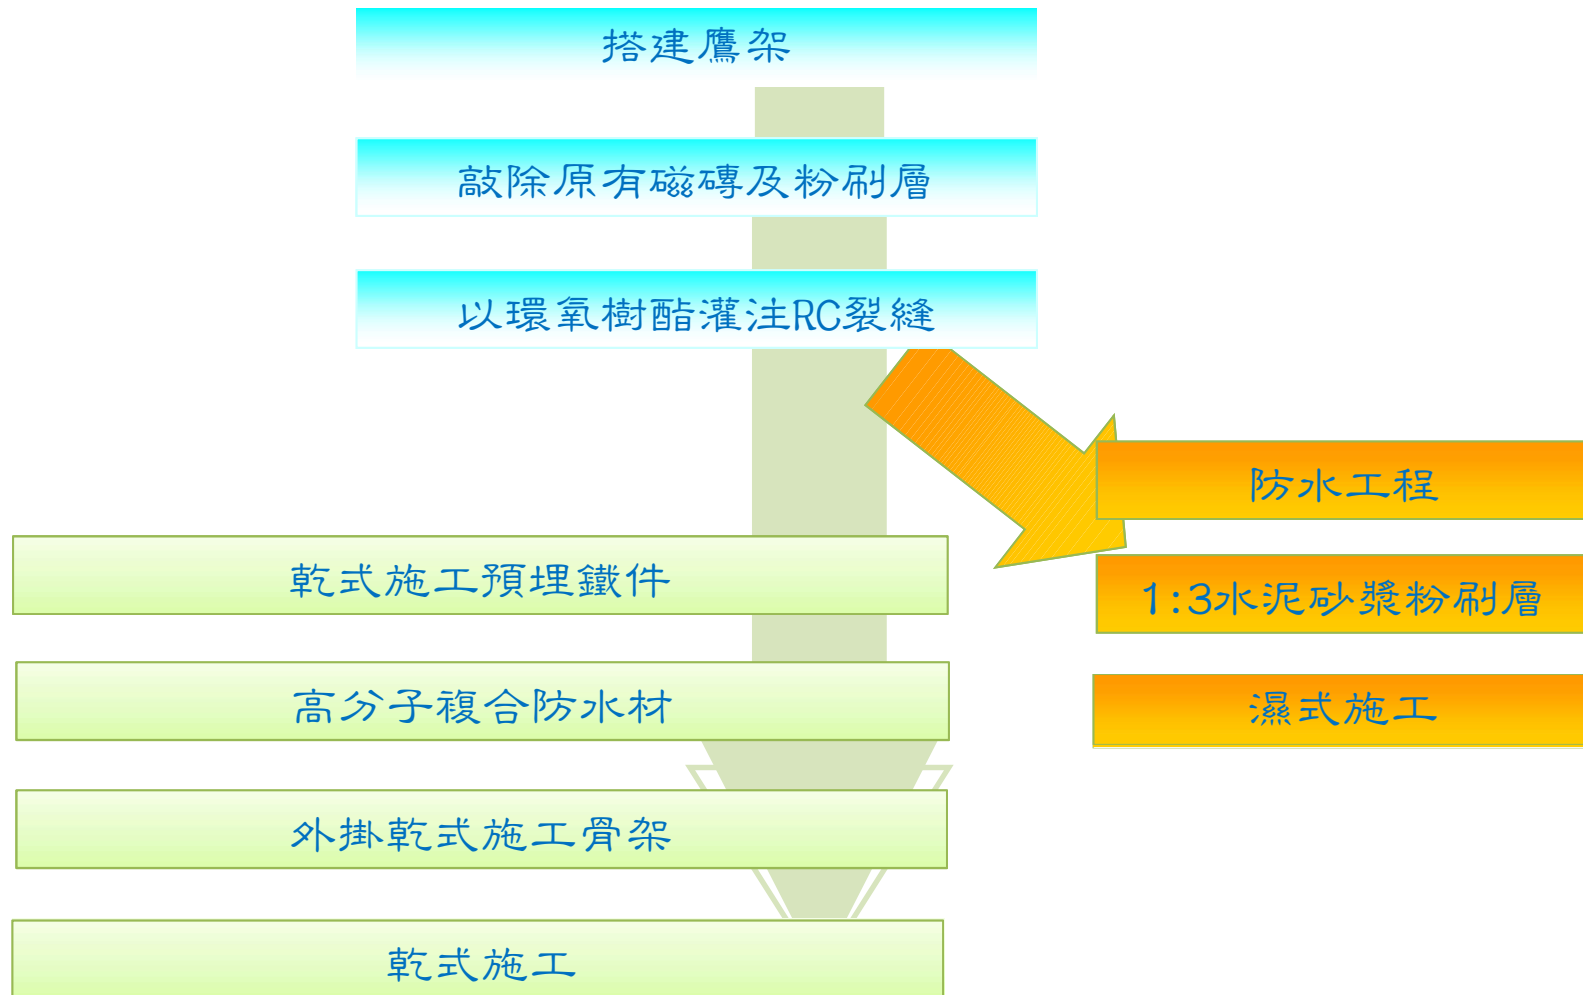 搭建鷹架
敲除原有磁磚及粉刷層
以環氧樹酯灌注RC裂縫
防水工程
1:3水泥砂漿粉刷層
濕式施工
乾式施工預埋鐵件
高分子複合防水材
外掛乾式施工骨架
乾式施工